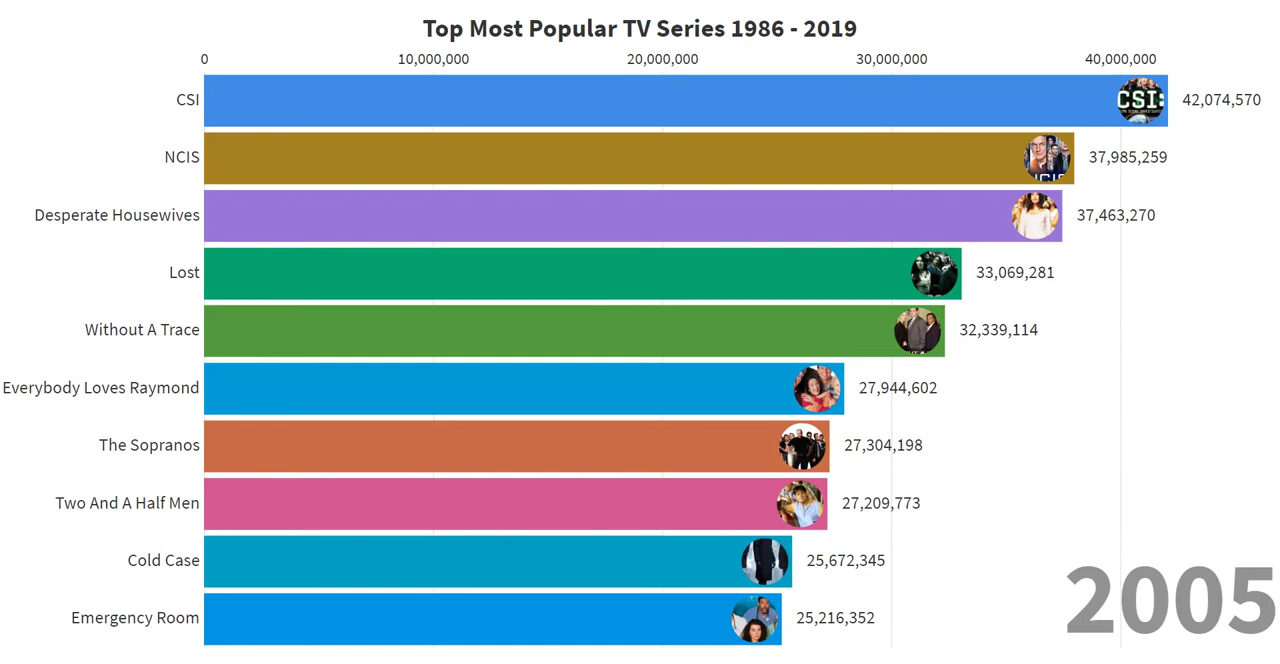 Top Most Popular TV Series 1986 - 2019
0 10,000,000 20,000,000 30,000,000 40,000,000
CSI CSI: 42,074,570
NCIS NCIS 37,985,259
Desperate Housewives 37,463,270
Lost 33,069,281
Without A Trace 32,339,114
Everybody Loves Raymond 27,944,602
The Sopranos 27,304,198
Two And A Half Men 27,209,773
Cold Case 25,672,345
Emergency Room 25,216,352
2005